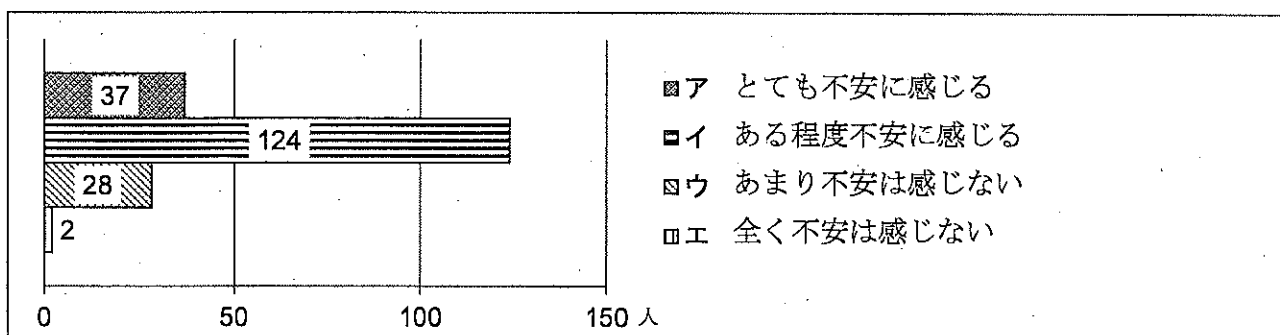 37
124
28
2
ア とても不安に感じる
イ ある程度不安に感じる
ウ あまり不安は感じない
エ 全く不安は感じない
0 50 100 150 人